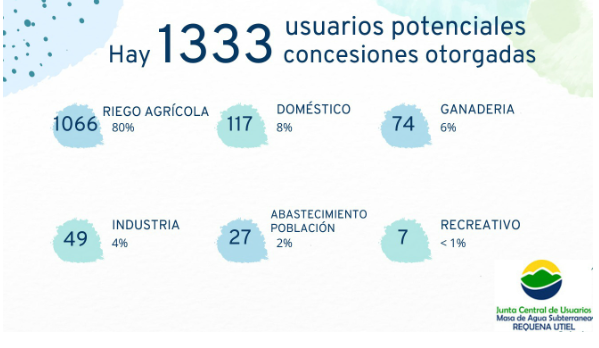 Hay 1333 usuarios potenciales
concesiones otorgadas
1066 RIEGO AGRÍCOLA
80%
117 DOMÉSTICO
8%
74 GANADERIA
6%
49 INDUSTRIA
4%
27 ABASTECIMIENTO
POBLACIÓN
2%
7 RECREATIVO
< 1%
Junta Central de Usuarios
Masa de Agua Subterranea
REQUENA UTIEL